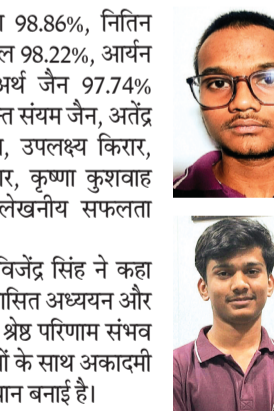 98.86%, नितिन
98.22%, आर्यन
अर्थ जैन 97.74%
संयम जैन, अतेंद्र
उपलक्ष्य किरार,
कृष्णा कुशवाह
लेखनीय सफलता
विजेंद्र सिंह ने कहा
ासित अध्ययन और
श्रेष्ठ परिणाम संभव
के साथ अकादमी
बनाई है।